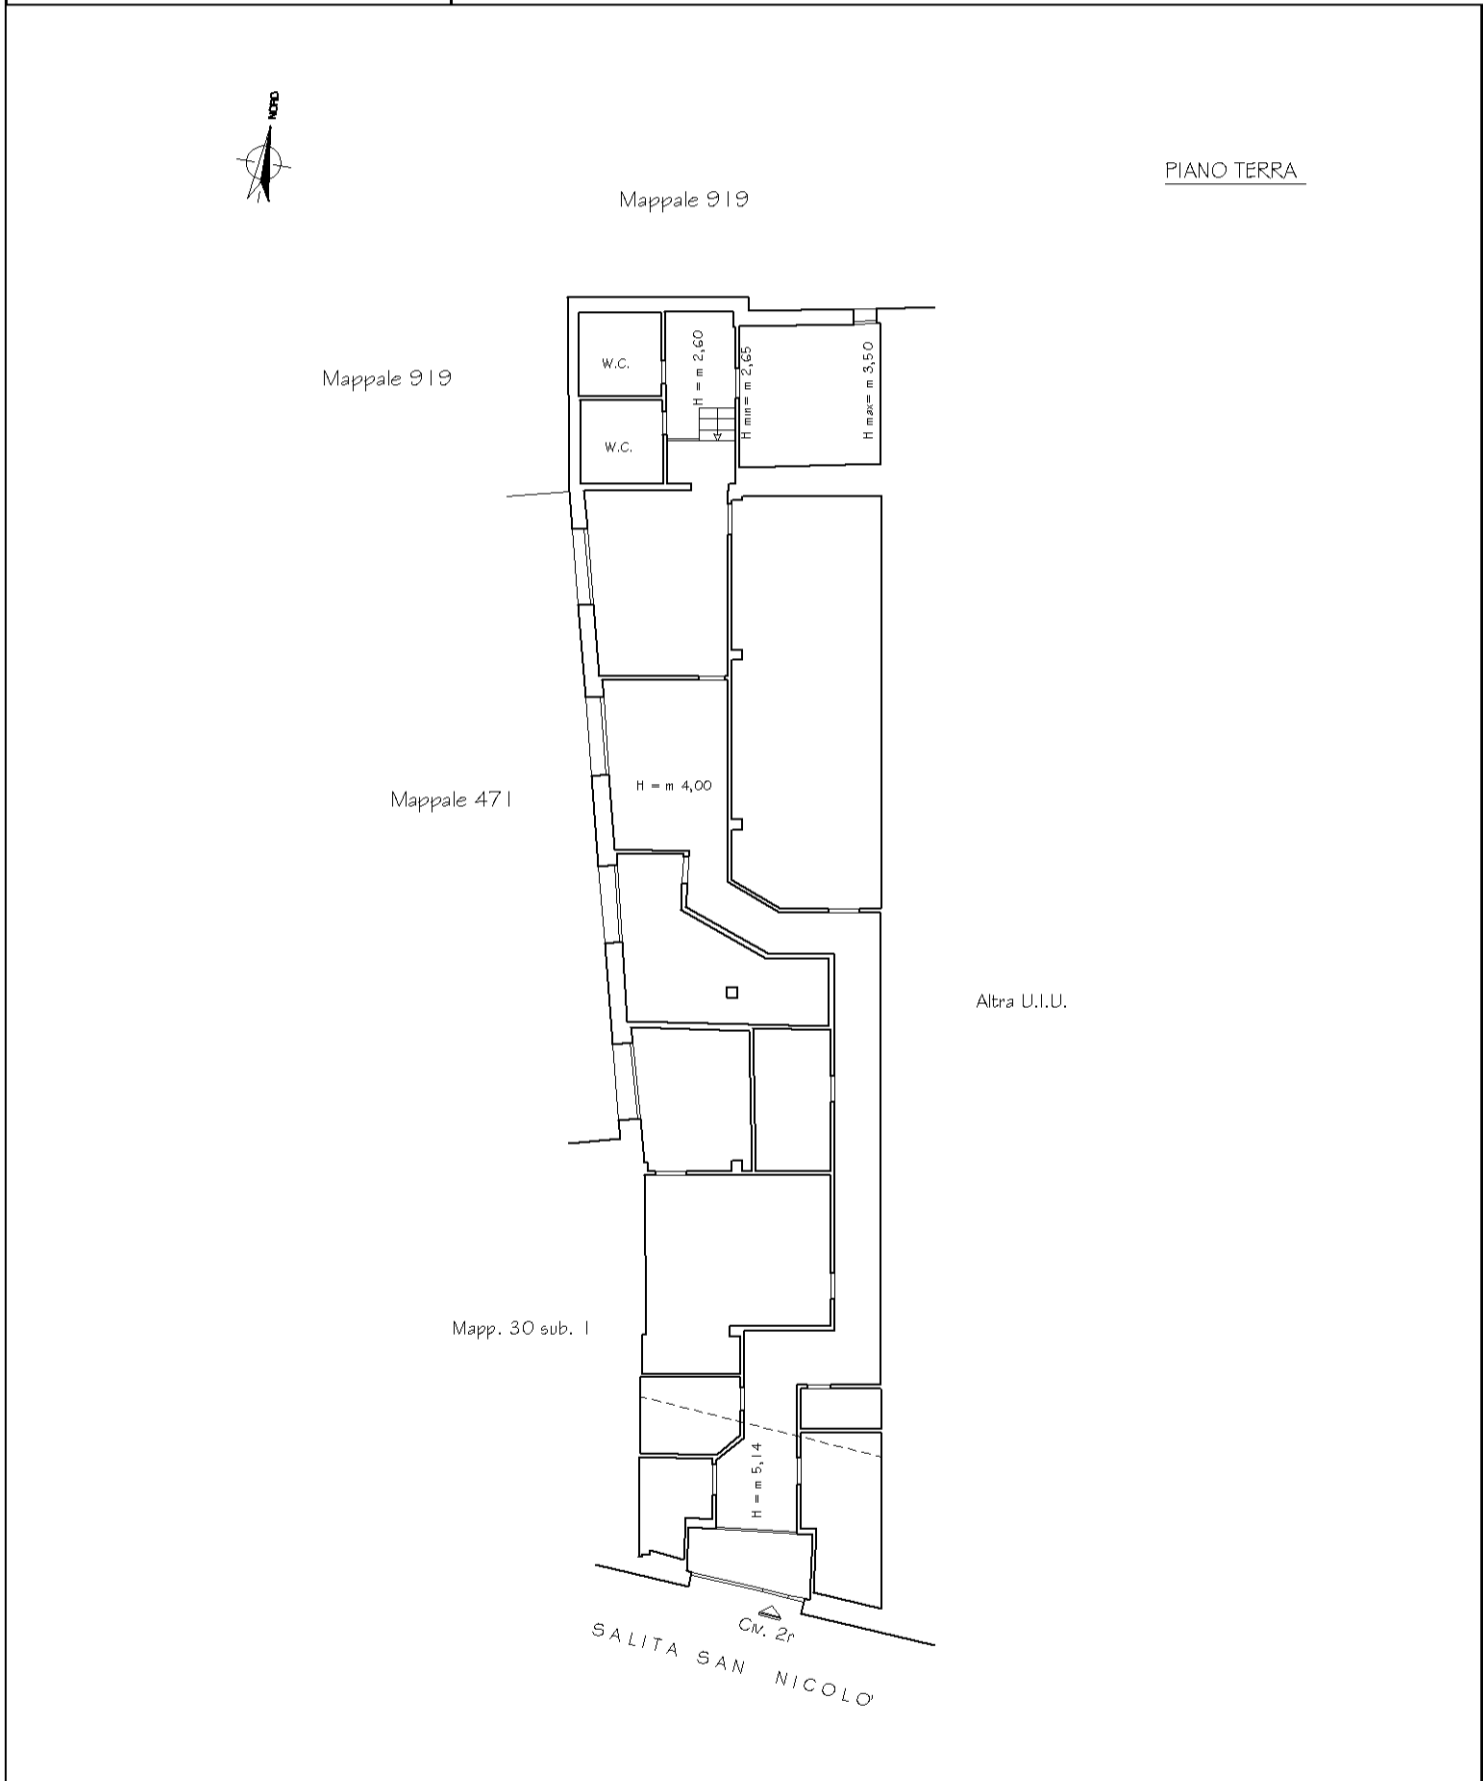 NORD
PIANO TERRA
Mappale 919
W.C.
H = m 2,60
H min= m 2,65
H max= m 3,50
Mappale 919
W.C.
H = m 4,00
Mappale 471
Altra U.I.U.
Mapp. 30 sub. 1
H = m 5,14
Civ. 2r
SALITA SAN NICOLO'